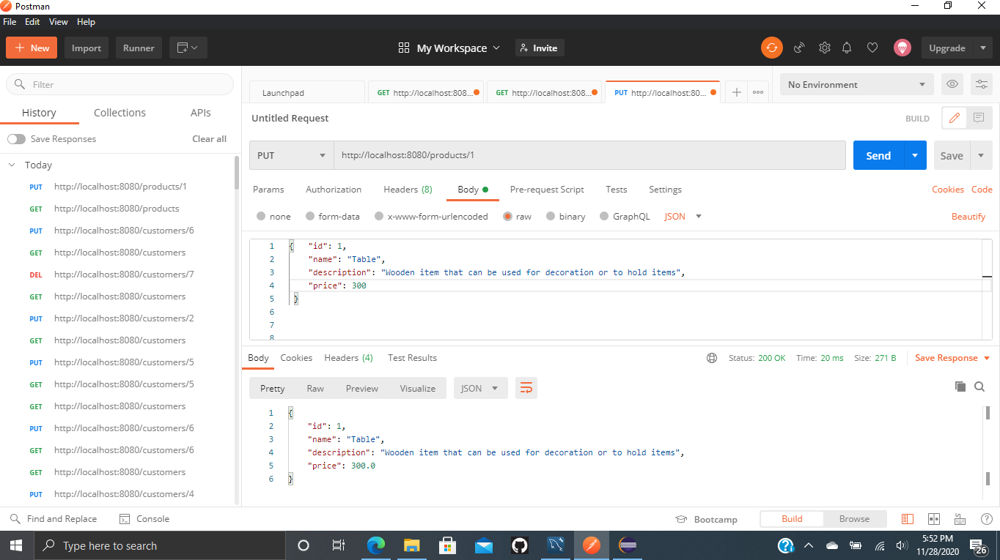 Postman
File Edit View Help
New Import Runner My Workspace Invite Upgrade
Filter
History Collections APIs
Save Responses Clear all
Today
PUT http://localhost:8080/products/1
GET http://localhost:8080/products
PUT http://localhost:8080/customers/6
GET http://localhost:8080/customers
DEL http://localhost:8080/customers/7
GET http://localhost:8080/customers
PUT http://localhost:8080/customers/2
GET http://localhost:8080/customers
PUT http://localhost:8080/customers/5
GET http://localhost:8080/customers/5
GET http://localhost:8080/customers
PUT http://localhost:8080/customers/6
GET http://localhost:8080/customers/6
GET http://localhost:8080/customers
PUT http://localhost:8080/customers/4
Launchpad GET http://localhost:808... GET http://localhost:808... PUT http://localhost:80... No Environment
Untitled Request BUILD
PUT http://localhost:8080/products/1 Send Save
Params Authorization Headers (8) Body Pre-request Script Tests Settings Cookies Code
none form-data x-www-form-urlencoded raw binary GraphQL JSON Beautify
1 { "id": 1,
2 "name": "Table",
3 "description": "Wooden item that can be used for decoration or to hold items",
4 "price": 300
5 }
6
7
8
Body Cookies Headers (4) Test Results Status: 200 OK Time: 20 ms Size: 271 B Save Response
Pretty Raw Preview Visualize JSON
1 {
2 "id": 1,
3 "name": "Table",
4 "description": "Wooden item that can be used for decoration or to hold items",
5 "price": 300.0
6 }
Find and Replace Console Bootcamp Build Browse
Type here to search
5:52 PM
11/28/2020
26